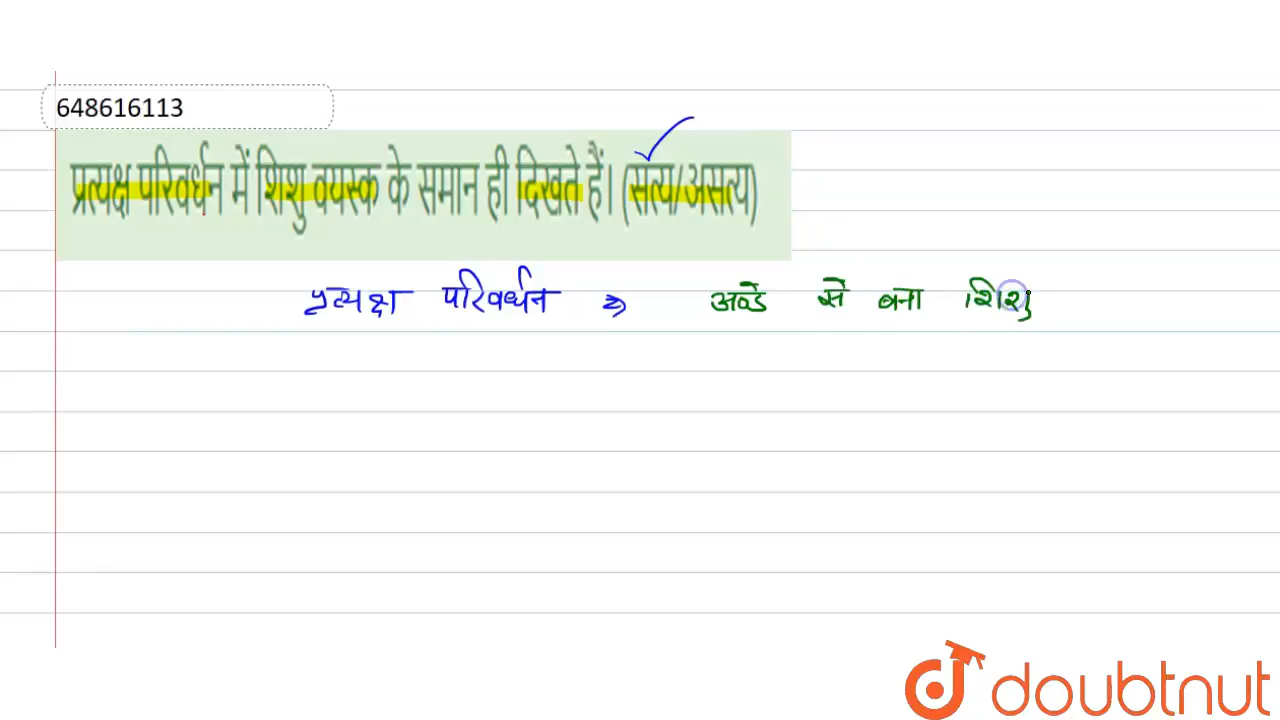 648616113
प्रत्यक्ष परिवर्धन में शिशु वयस्क के समान ही दिखते हैं। (सत्य/असत्य)
प्रत्यक्ष परिवर्धन ⇒ अण्डे से बना शिशु
doubtnut